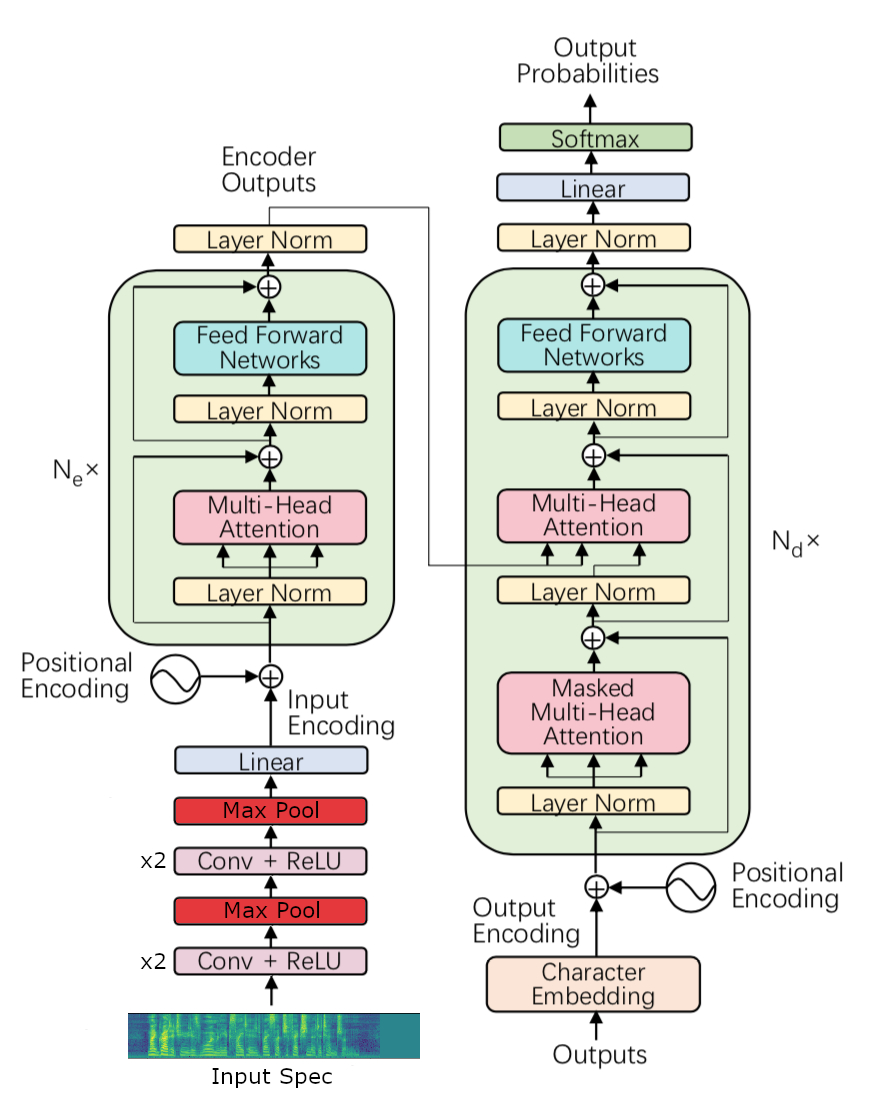 Output
Probabilities
Softmax
Linear
Layer Norm
Feed Forward
Networks
Layer Norm
Multi-Head
Attention
Layer Norm
Masked
Multi-Head
Attention
Layer Norm
N_d×
Positional
Encoding
Output
Encoding
Character
Embedding
Outputs
Encoder
Outputs
Layer Norm
Feed Forward
Networks
Layer Norm
N_e×
Multi-Head
Attention
Layer Norm
Positional
Encoding
Input
Encoding
Linear
Max Pool
x2
Conv + ReLU
Max Pool
x2
Conv + ReLU
Input Spec